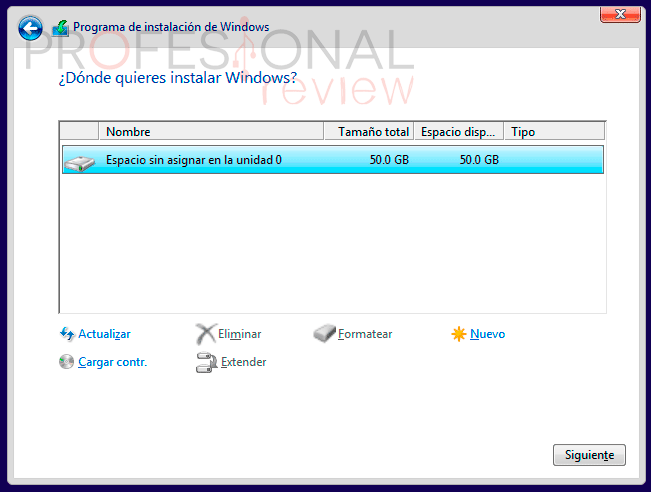 Programa de instalación de Windows
PROFESIONAL
review
¿Dónde quieres instalar Windows?
Nombre Tamaño total Espacio disp... Tipo
Espacio sin asignar en la unidad 0 50.0 GB 50.0 GB
Actualizar Eliminar Formatear Nuevo
Cargar contr. Extender
Siguiente